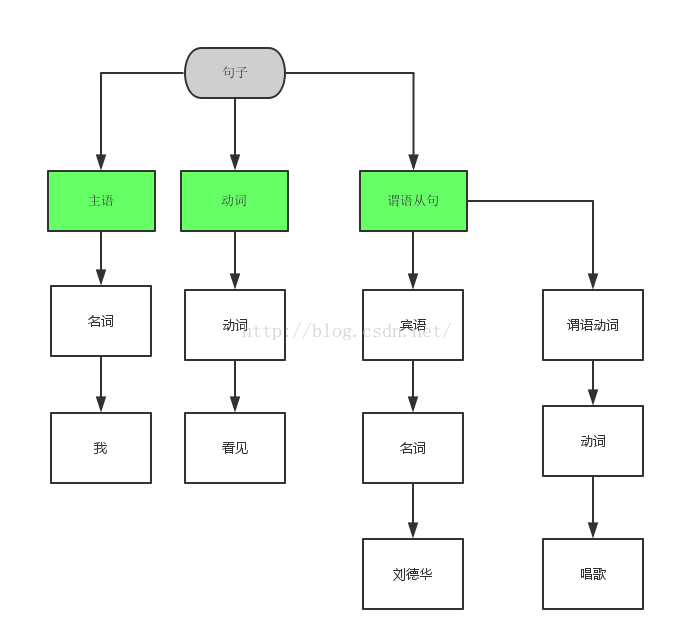 句子
主语
动词
谓语从句
名词
动词
宾语
谓语动词
http://blog.csdn.net/
我
看见
名词
动词
刘德华
唱歌